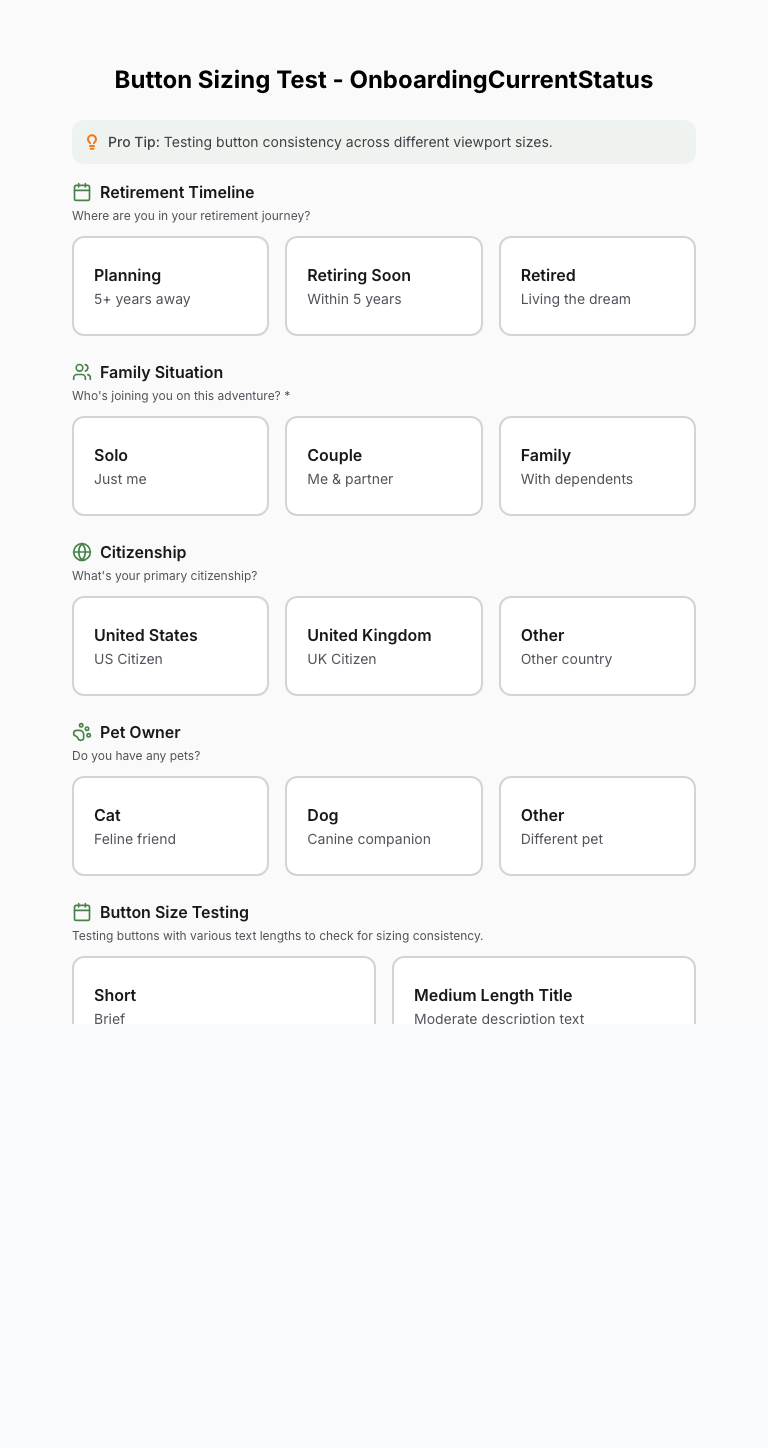 Button Sizing Test - OnboardingCurrentStatus
Pro Tip: Testing button consistency across different viewport sizes.
Retirement Timeline
Where are you in your retirement journey?
Planning
5+ years away
Retiring Soon
Within 5 years
Retired
Living the dream
Family Situation
Who's joining you on this adventure? *
Solo
Just me
Couple
Me & partner
Family
With dependents
Citizenship
What's your primary citizenship?
United States
US Citizen
United Kingdom
UK Citizen
Other
Other country
Pet Owner
Do you have any pets?
Cat
Feline friend
Dog
Canine companion
Other
Different pet
Button Size Testing
Testing buttons with various text lengths to check for sizing consistency.
Short
Brief
Medium Length Title
Moderate description text